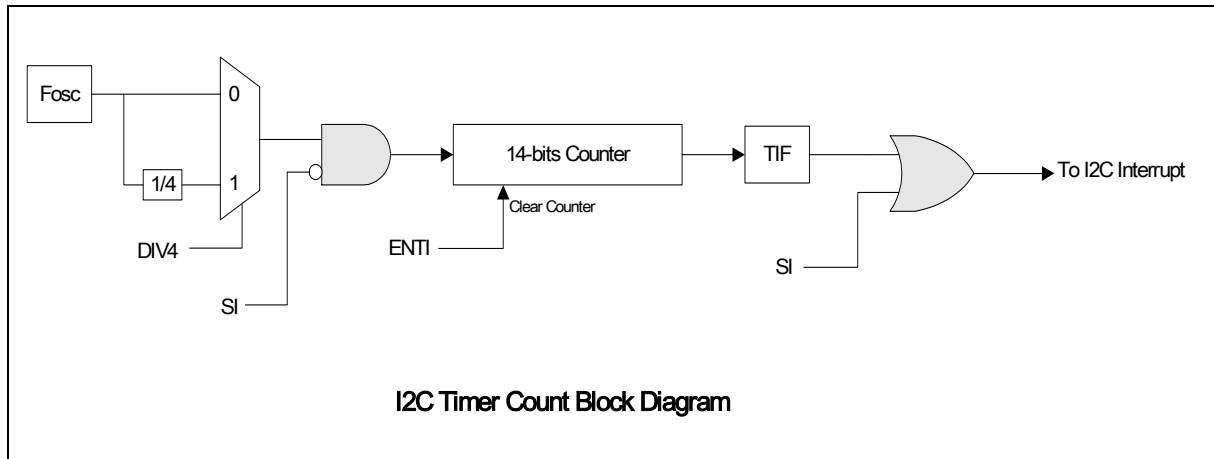 Fosc
0
1/4
1
DIV4
SI
14-bits Counter
Clear Counter
ENTI
TIF
SI
To I2C Interrupt
I2C Timer Count Block Diagram